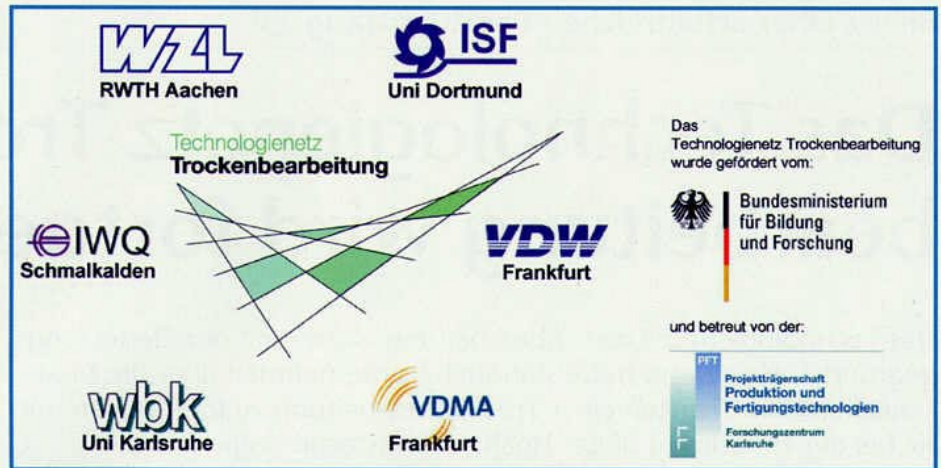 WZL
RWTH Aachen
ISF
Uni Dortmund
Technologienetz
Trockenbearbeitung
IWQ
Schmalkalden
VDW
Frankfurt
wbk
Uni Karlsruhe
VDMA
Frankfurt
Das
Technologienetz Trockenbearbeitung
wurde gefördert vom:
Bundesministerium
für Bildung
und Forschung
und betreut von der:
PFT
Projektträgerschaft
Produktion und
Fertigungstechnologien
Forschungszentrum
Karlsruhe